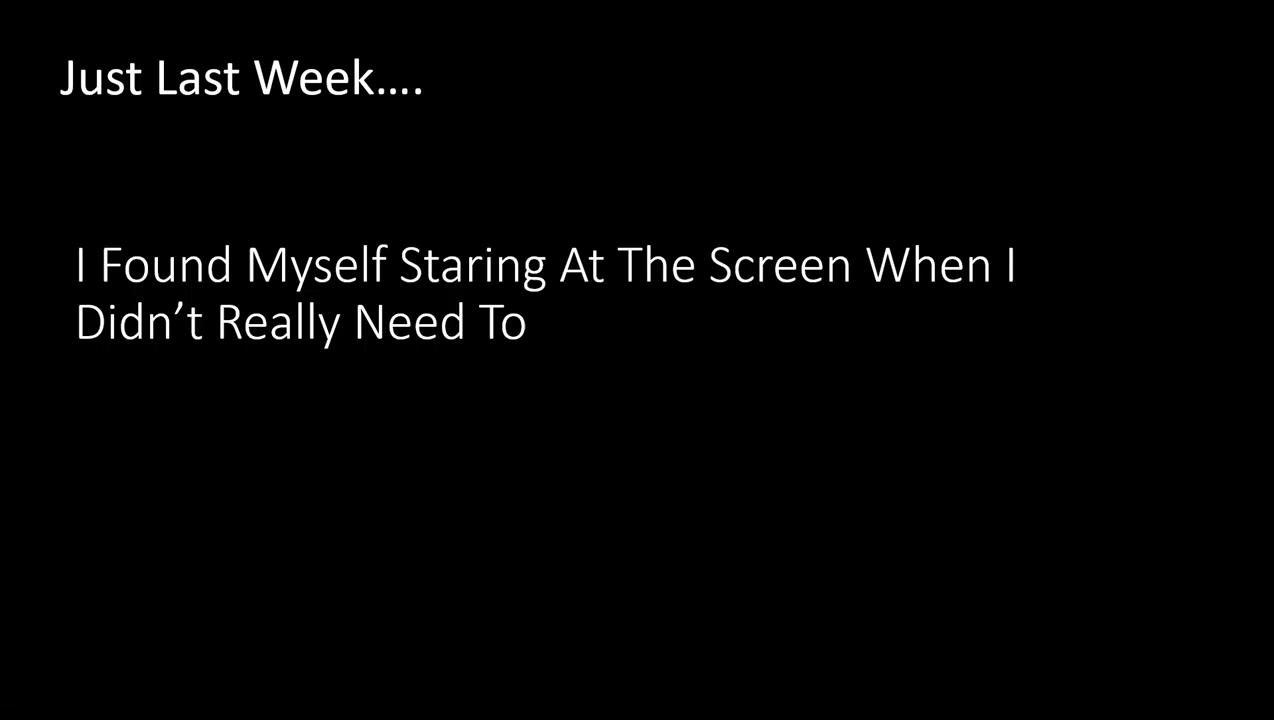 Just Last Week....
I Found Myself Staring At The Screen When I
Didn’t Really Need To